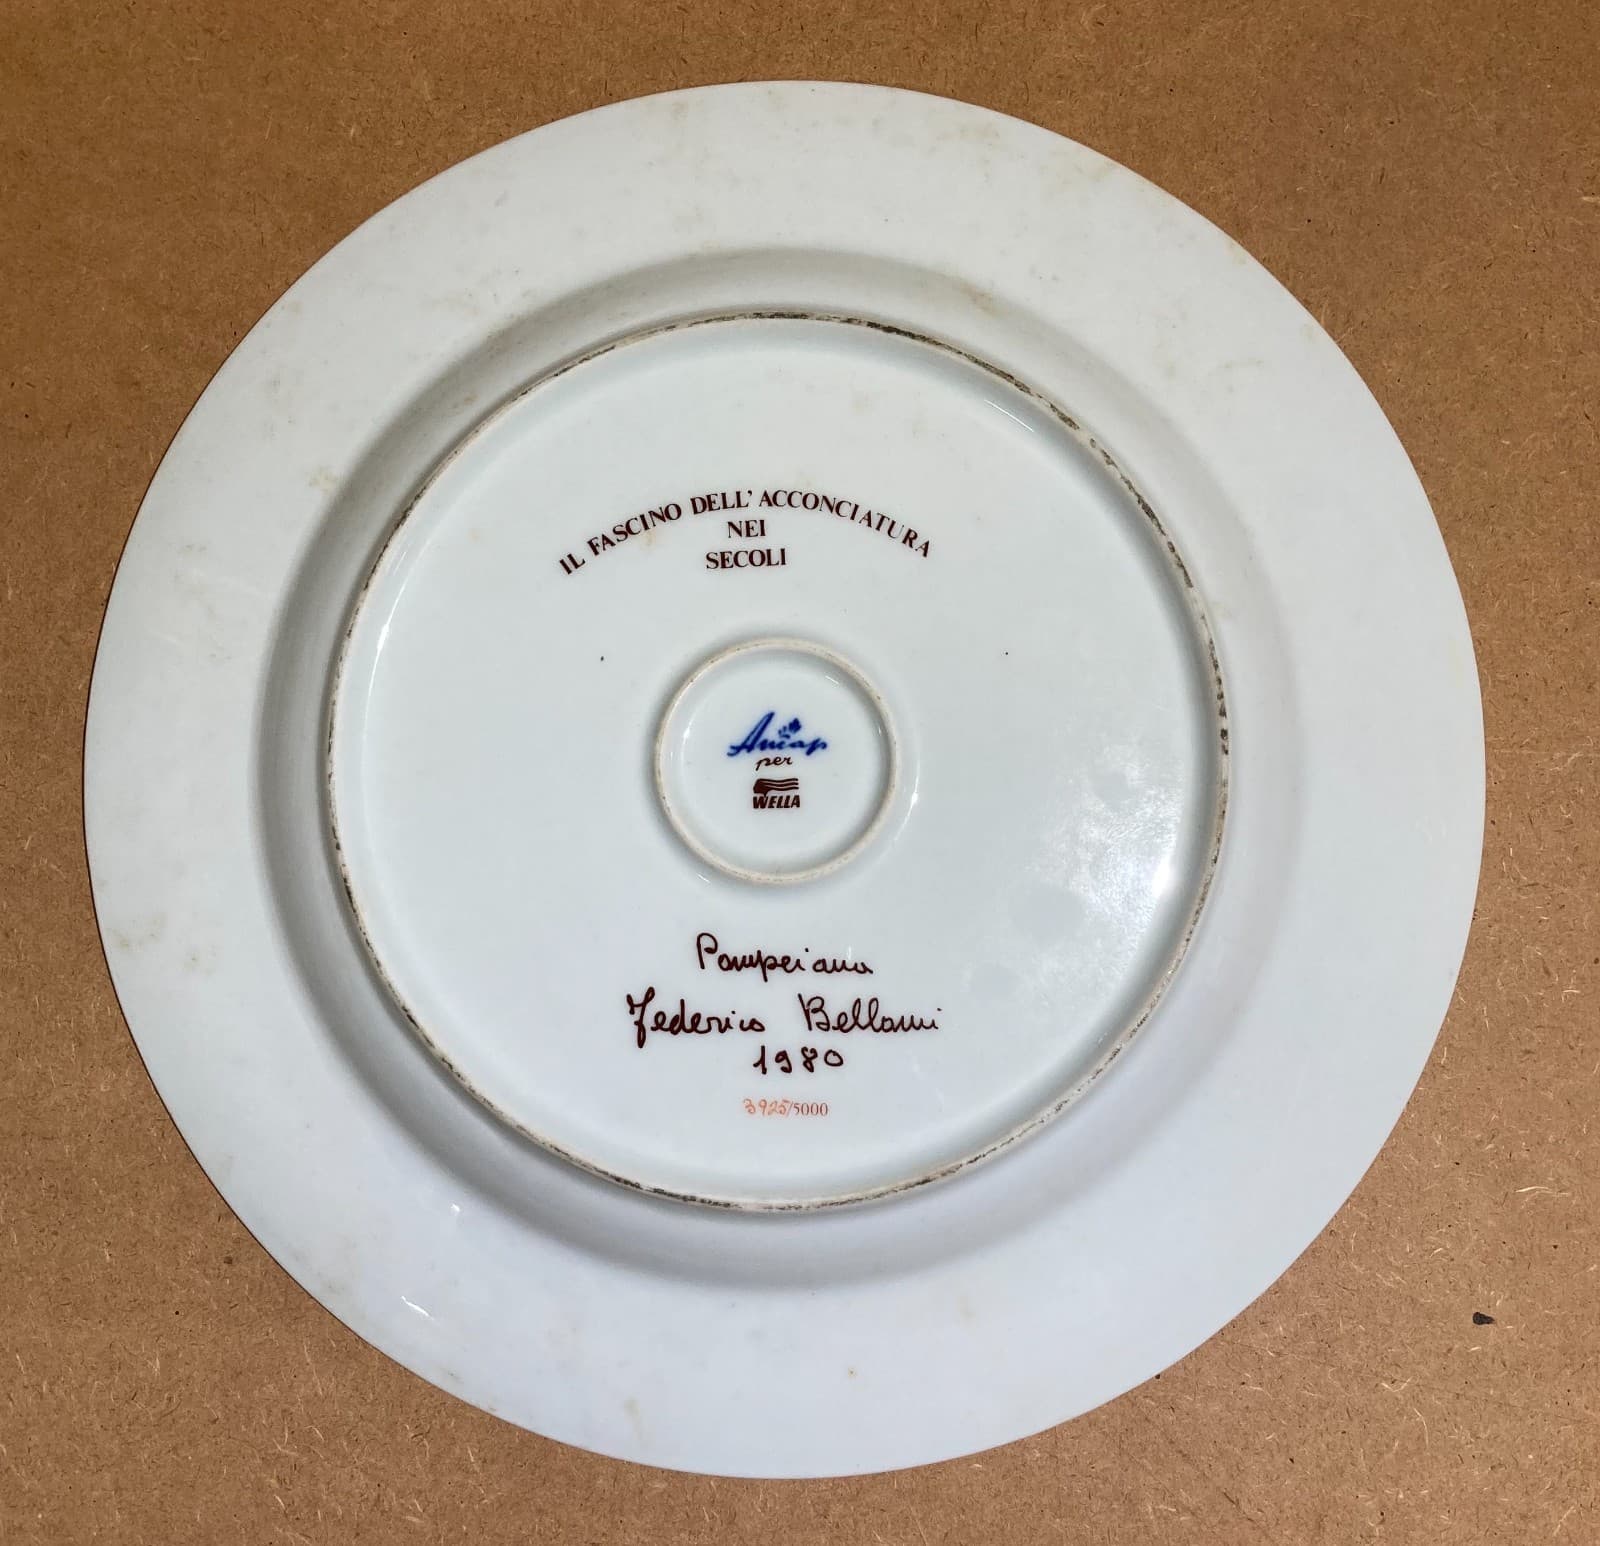 IL FASCINO DELL' ACCONCIATURA
NEI
SECOLI
Ancap
per
WELLA
Pompeiana
Federico Bellomi
1980
3925/5000